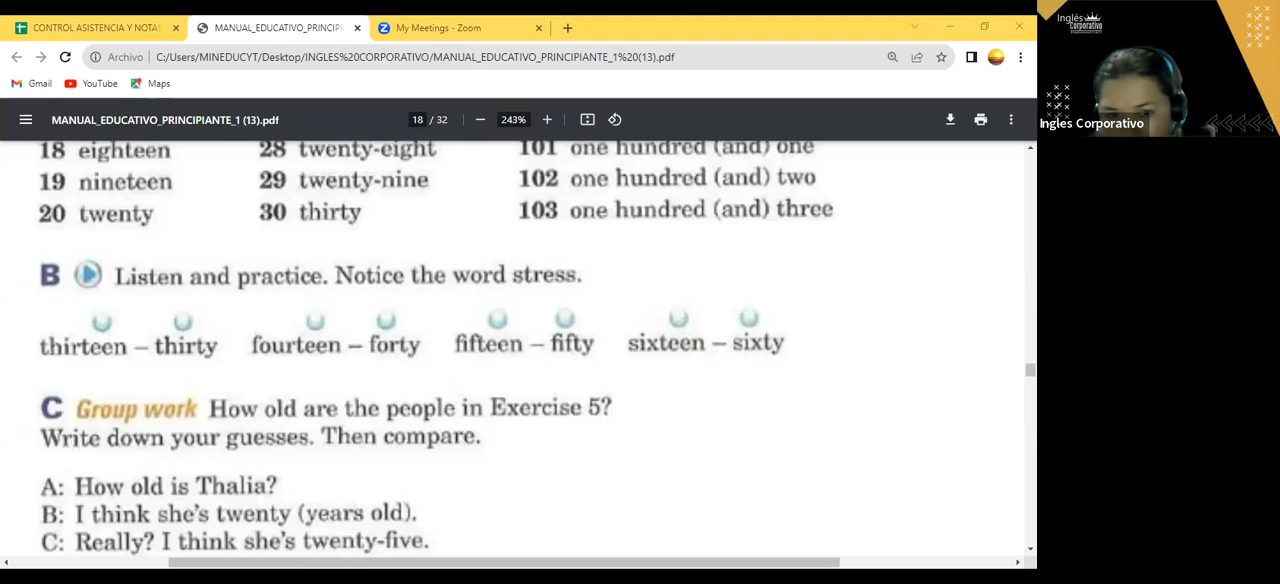 CONTROL ASISTENCIA Y NOTAS
MANUAL_EDUCATIVO_PRINCIPI
My Meetings - Zoom
Archivo
C:/Users/MINEDUCYT/Desktop/INGLES%20CORPORATIVO/MANUAL_EDUCATIVO_PRINCIPIANTE_1%20(13).pdf
Gmail YouTube Maps
MANUAL_EDUCATIVO_PRINCIPIANTE_1 (13).pdf
18 / 32
243%
Inglés
Corporativo
Ingles Corporativo
18 eighteen 28 twenty-eight 101 one hundred (and) one
19 nineteen 29 twenty-nine 102 one hundred (and) two
20 twenty 30 thirty 103 one hundred (and) three
B Listen and practice. Notice the word stress.
thirteen – thirty fourteen – forty fifteen – fifty sixteen – sixty
C Group work How old are the people in Exercise 5?
Write down your guesses. Then compare.
A: How old is Thalia?
B: I think she's twenty (years old).
C: Really? I think she's twenty-five.